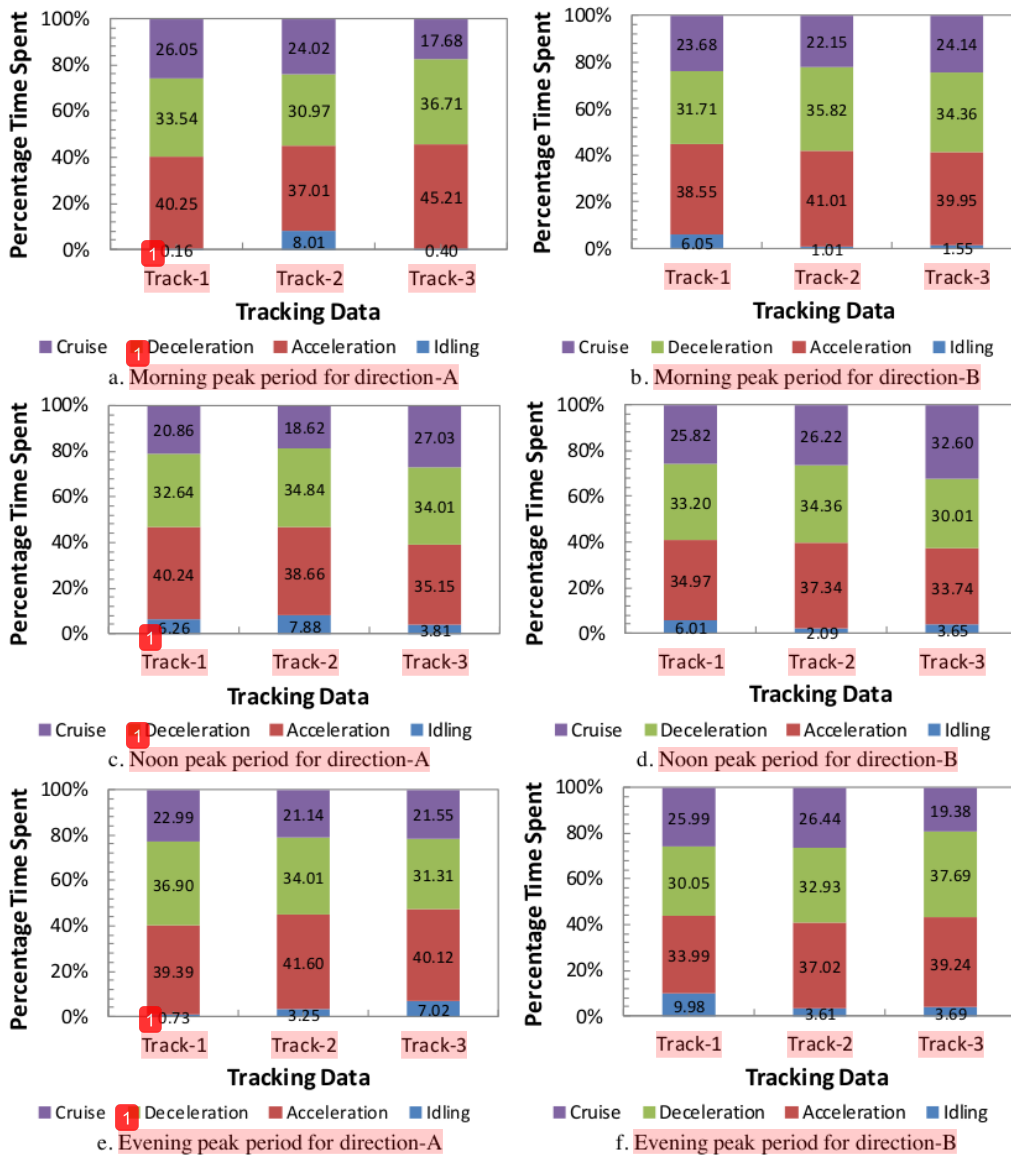 100%
80%
60%
40%
20%
0%
Percentage Time Spent
26.05
24.02
17.68
33.54
30.97
36.71
40.25
37.01
45.21
0.16
8.01
0.40
1
Track-1
Track-2
Track-3
Tracking Data
Cruise
Deceleration
Acceleration
Idling
1
a. Morning peak period for direction-A
100%
80%
60%
40%
20%
0%
Percentage Time Spent
23.68
22.15
24.14
31.71
35.82
34.36
38.55
41.01
39.95
6.05
1.01
1.55
Track-1
Track-2
Track-3
Tracking Data
Cruise
Deceleration
Acceleration
Idling
b. Morning peak period for direction-B
100%
80%
60%
40%
20%
0%
Percentage Time Spent
20.86
18.62
27.03
32.64
34.84
34.01
40.24
38.66
35.15
6.26
7.88
3.81
1
Track-1
Track-2
Track-3
Tracking Data
Cruise
Deceleration
Acceleration
Idling
1
c. Noon peak period for direction-A
100%
80%
60%
40%
20%
0%
Percentage Time Spent
25.82
26.22
32.60
33.20
34.36
30.01
34.97
37.34
33.74
6.01
2.09
3.65
Track-1
Track-2
Track-3
Tracking Data
Cruise
Deceleration
Acceleration
Idling
d. Noon peak period for direction-B
100%
80%
60%
40%
20%
0%
Percentage Time Spent
22.99
21.14
21.55
36.90
34.01
31.31
39.39
41.60
40.12
0.73
3.25
7.02
1
Track-1
Track-2
Track-3
Tracking Data
Cruise
Deceleration
Acceleration
Idling
1
e. Evening peak period for direction-A
100%
80%
60%
40%
20%
0%
Percentage Time Spent
25.99
26.44
19.38
30.05
32.93
37.69
33.99
37.02
39.24
9.98
3.61
3.69
Track-1
Track-2
Track-3
Tracking Data
Cruise
Deceleration
Acceleration
Idling
f. Evening peak period for direction-B